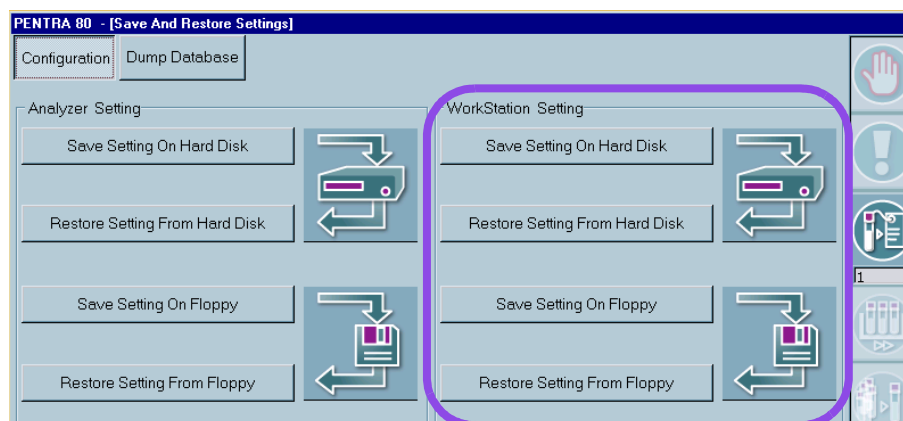 PENTRA 80 - [Save And Restore Settings]
Configuration
Dump Database
Analyzer Setting
Save Setting On Hard Disk
Restore Setting From Hard Disk
Save Setting On Floppy
Restore Setting From Floppy
WorkStation Setting
Save Setting On Hard Disk
Restore Setting From Hard Disk
Save Setting On Floppy
Restore Setting From Floppy
1